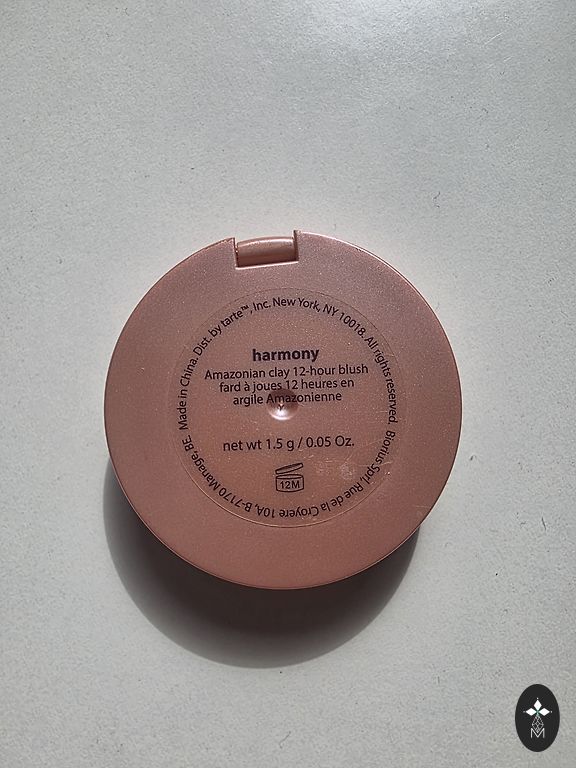 harmony
Amazonian clay 12-hour blush
fard à joues 12 heures en
argile Amazonienne
net wt 1.5 g / 0.05 Oz.
12M
Made in China. Dist. by tarte™, Inc. New York, NY 10018. All rights reserved.
Biorius Sprl, Rue de la Croyere 10A, B-7170 Manage, BE.
M